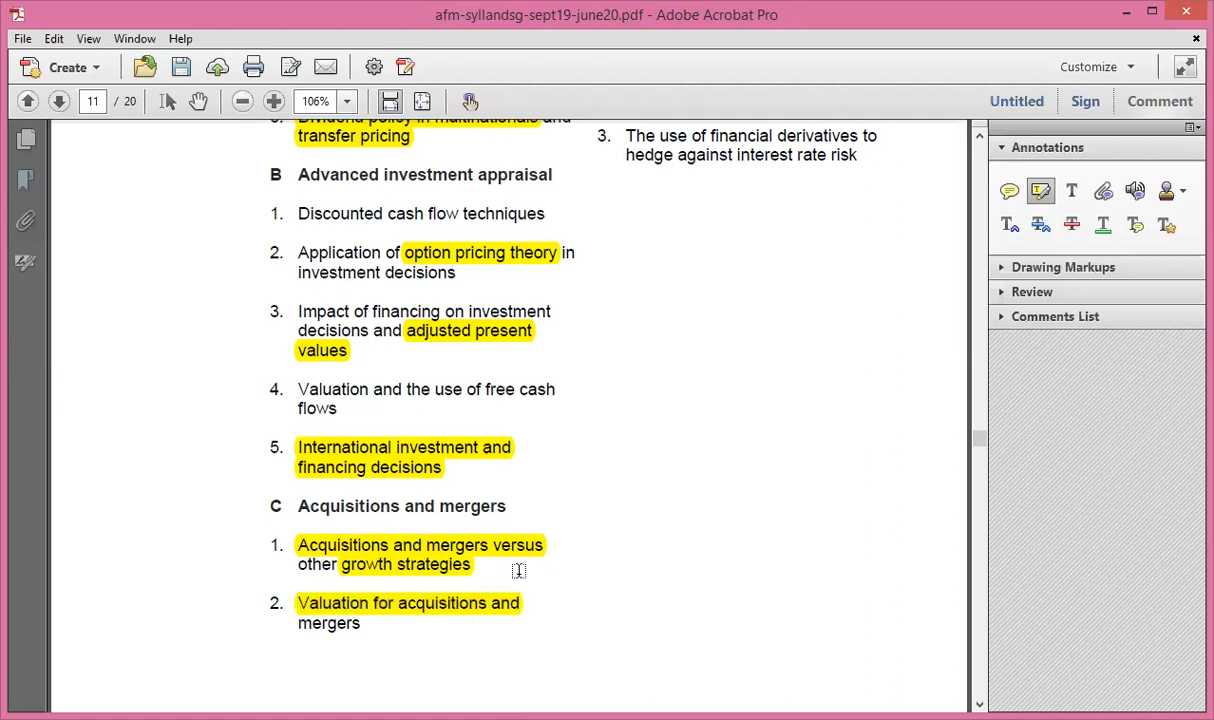 afm-syllandsg-sept19-june20.pdf - Adobe Acrobat Pro
File Edit View Window Help
Create
Customize
11 / 20
106%
Untitled Sign Comment
Dividend policy in multinationals and
transfer pricing
B Advanced investment appraisal
1. Discounted cash flow techniques
2. Application of option pricing theory in
investment decisions
3. Impact of financing on investment
decisions and adjusted present
values
4. Valuation and the use of free cash
flows
5. International investment and
financing decisions
C Acquisitions and mergers
1. Acquisitions and mergers versus
other growth strategies
2. Valuation for acquisitions and
mergers
3. The use of financial derivatives to
hedge against interest rate risk
Annotations
Drawing Markups
Review
Comments List